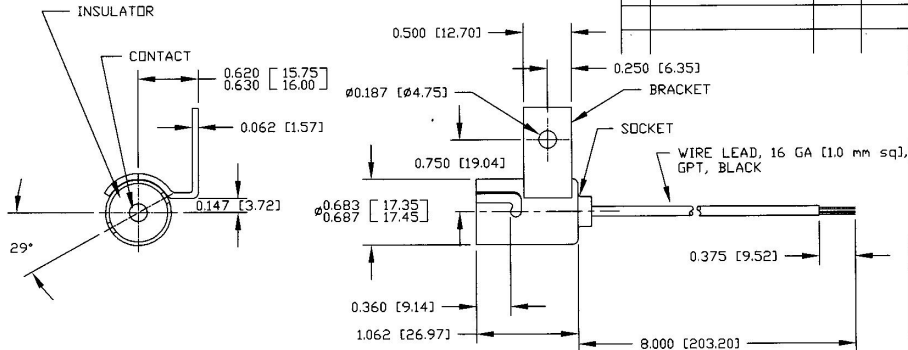 INSULATOR
CONTACT
0.620 [15.75]
0.630 [16.00]
0.062 [1.57]
0.147 [3.72]
29°
0.500 [12.70]
0.250 [6.35]
Ø0.187 [Ø4.75]
BRACKET
SOCKET
0.750 [19.04]
WIRE LEAD, 16 GA [1.0 mm sq],
GPT, BLACK
Ø0.683 [17.35]
0.687 [17.45]
0.375 [9.52]
0.360 [9.14]
1.062 [26.97]
8.000 [203.20]